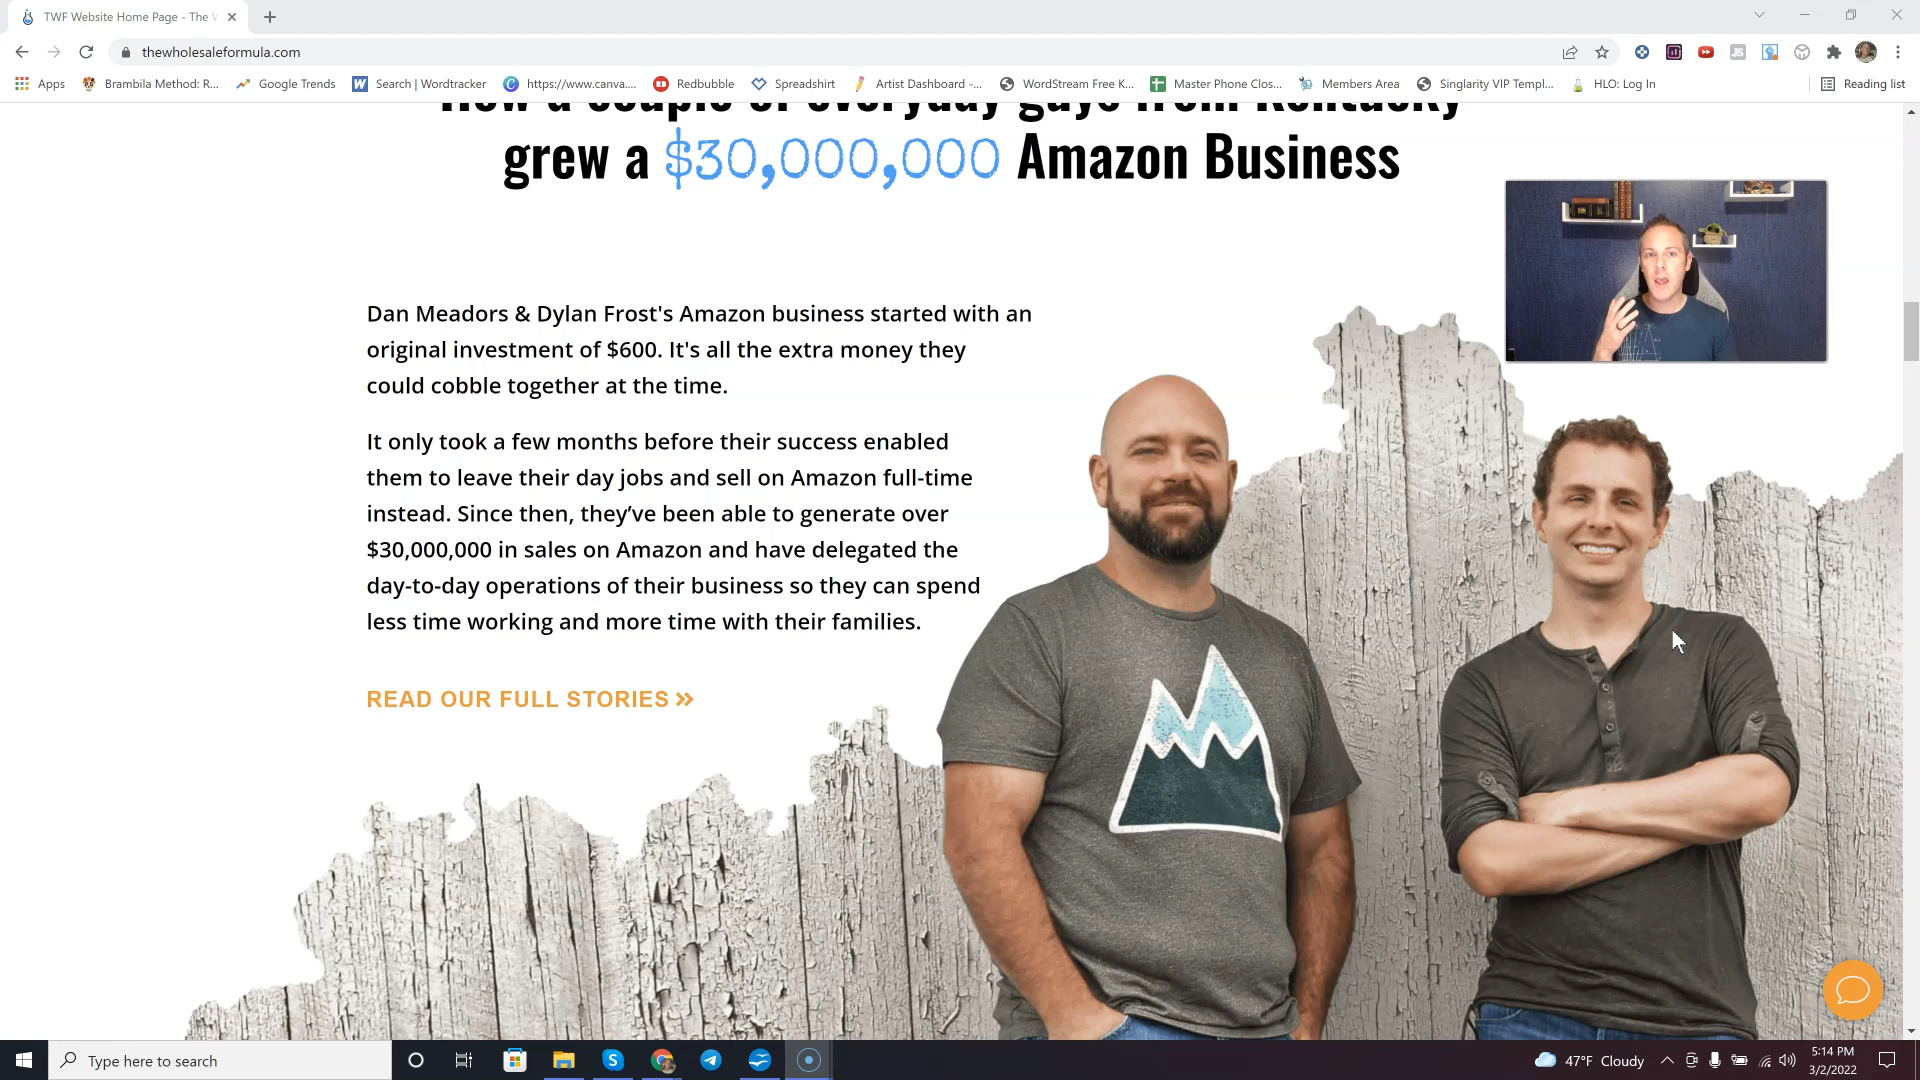 TWF Website Home Page - The W
thewholesaleformula.com
Apps
Brambila Method: R...
Google Trends
Search | Wordtracker
https://www.canva....
Redbubble
Spreadshirt
Artist Dashboard -...
WordStream Free K...
Master Phone Clos...
Members Area
Singlarity VIP Templ...
HLO: Log In
Reading list
How a couple of everyday guys from Kentucky
grew a $30,000,000 Amazon Business
Dan Meadors & Dylan Frost's Amazon business started with an
original investment of $600. It's all the extra money they
could cobble together at the time.
It only took a few months before their success enabled
them to leave their day jobs and sell on Amazon full-time
instead. Since then, they’ve been able to generate over
$30,000,000 in sales on Amazon and have delegated the
day-to-day operations of their business so they can spend
less time working and more time with their families.
READ OUR FULL STORIES »
Type here to search
47°F Cloudy
5:14 PM
3/2/2022